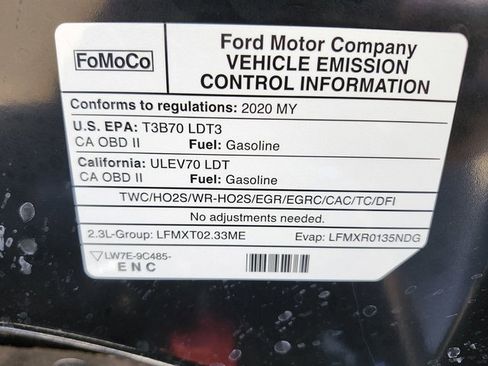 FoMoCo
Ford Motor Company
VEHICLE EMISSION
CONTROL INFORMATION
Conforms to regulations: 2020 MY
U.S. EPA: T3B70 LDT3
CA OBD II Fuel: Gasoline
California: ULEV70 LDT
CA OBD II Fuel: Gasoline
TWC/HO2S/WR-HO2S/EGR/EGRC/CAC/TC/DFI
No adjustments needed.
2.3L-Group: LFMXT02.33ME Evap: LFMXR0135NDG
LW7E-9C485-
ENC